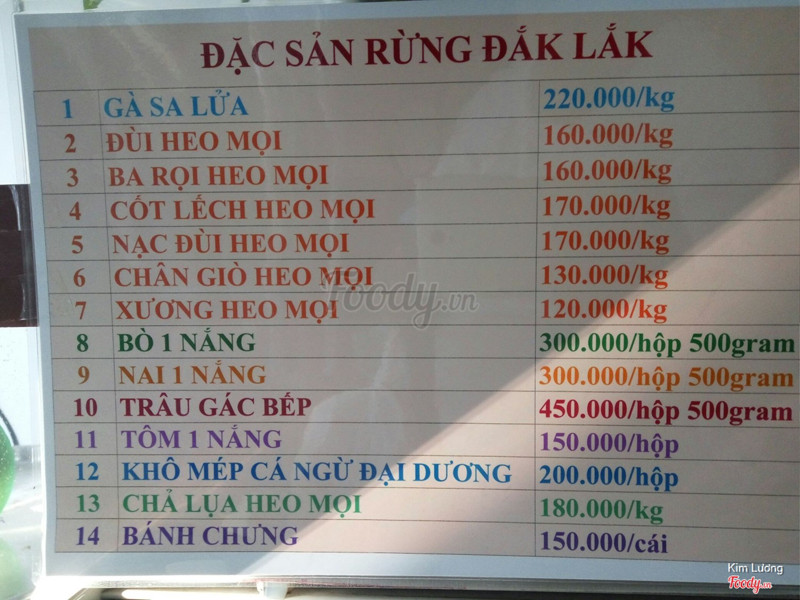 ĐẶC SẢN RỪNG ĐẮK LẮK
1 GÀ SA LỬA 220.000/kg
2 ĐÙI HEO MỌI 160.000/kg
3 BA RỌI HEO MỌI 160.000/kg
4 CỐT LẾCH HEO MỌI 170.000/kg
5 NẠC ĐÙI HEO MỌI 170.000/kg
6 CHÂN GIÒ HEO MỌI 130.000/kg
7 XƯƠNG HEO MỌI 120.000/kg
8 BÒ 1 NẮNG 300.000/hộp 500gram
9 NAI 1 NẮNG 300.000/hộp 500gram
10 TRÂU GÁC BẾP 450.000/hộp 500gram
11 TÔM 1 NẮNG 150.000/hộp
12 KHÔ MÉP CÁ NGỪ ĐẠI DƯƠNG 200.000/hộp
13 CHẢ LỤA HEO MỌI 180.000/kg
14 BÁNH CHƯNG 150.000/cái
Foody.vn
Kim Lương
Foody.vn